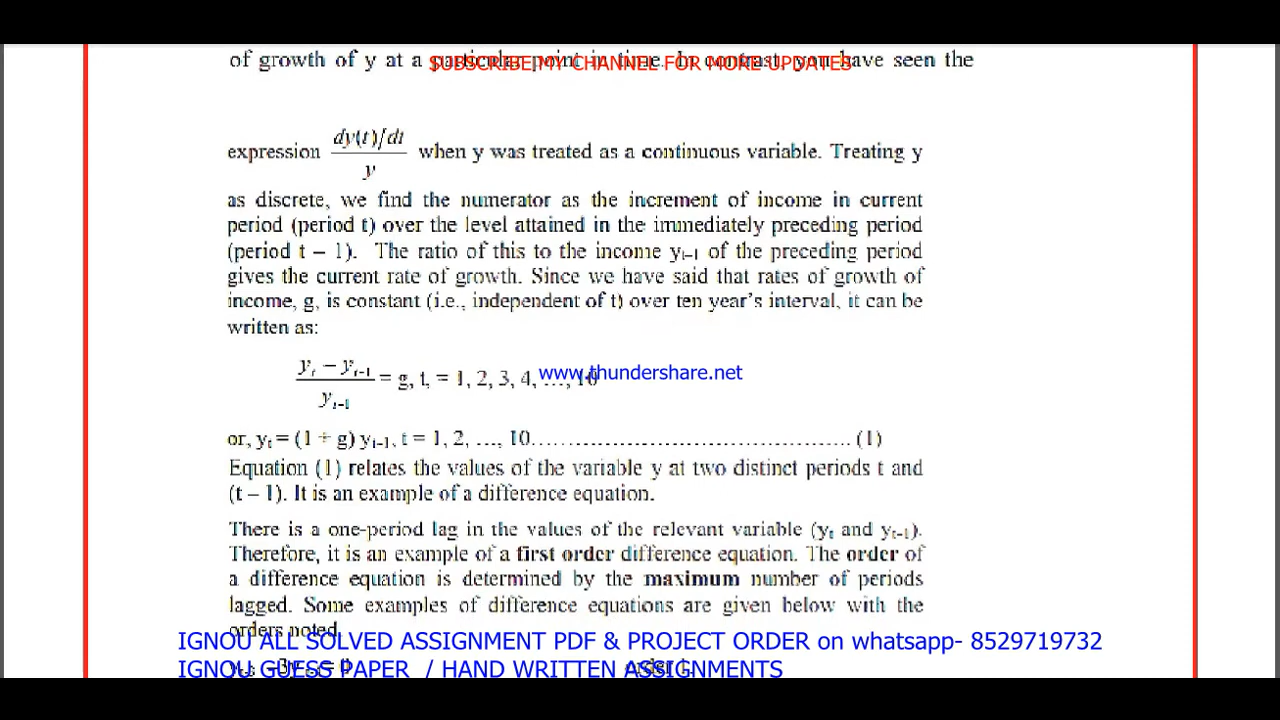 of growth of y at a particular point in time. In contrast, you have seen the
SUBSCRIBE MY CHANNEL FOR MORE UPDATES
expression dy(t)/dt / y when y was treated as a continuous variable. Treating y
as discrete, we find the numerator as the increment of income in current
period (period t – 1) over the level attained in the immediately preceding period
(period t – 1). The ratio of this to the income yt–1 of the preceding period
gives the current rate of growth. Since we have said that rates of growth of
income, g, is constant (i.e., independent of t) over ten year's interval, it can be
written as:
yt – yt–1 / yt–1 = g, t, = 1, 2, 3, 4, …, 10
www.thundershare.net
or, yt = (1 + g) yt–1, t = 1, 2, …, 10………………………………………… (1)
Equation (1) relates the values of the variable y at two distinct periods t and
(t – 1). It is an example of a difference equation.
There is a one-period lag in the values of the relevant variable (yt and yt–1).
Therefore, it is an example of a first order difference equation. The order of
a difference equation is determined by the maximum number of periods
lagged. Some examples of difference equations are given below with the
orders noted
IGNOU ALL SOLVED ASSIGNMENT PDF & PROJECT ORDER on whatsapp- 8529719732
IGNOU GUESS PAPER / HAND WRITTEN ASSIGNMENTS